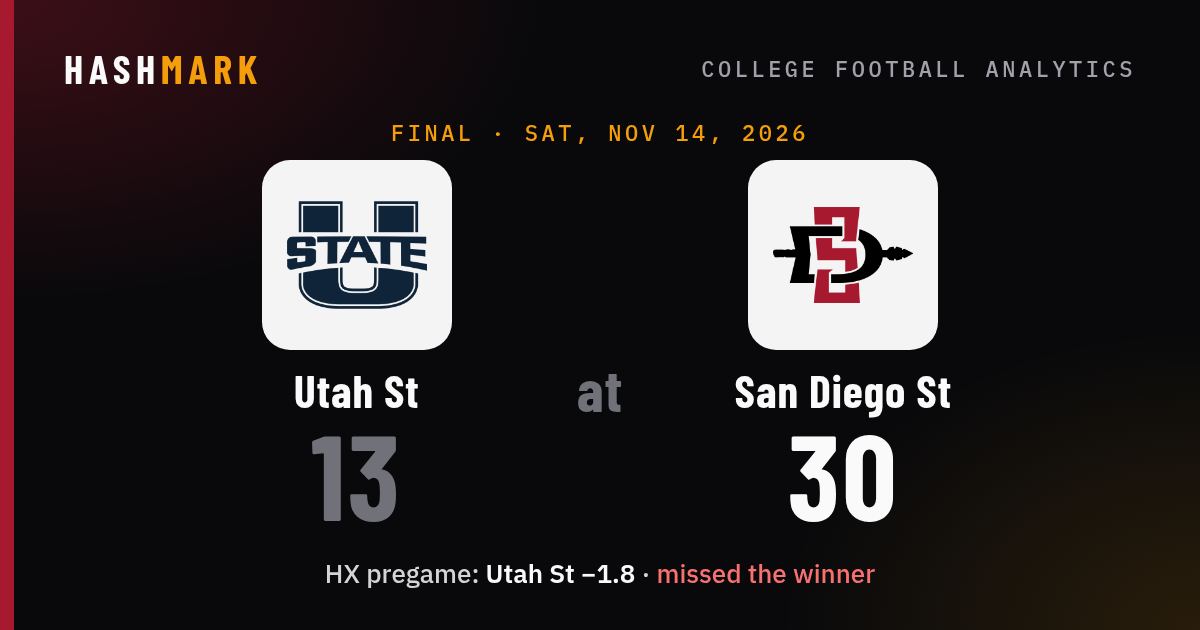 HASHMARK
COLLEGE FOOTBALL ANALYTICS
FINAL · SAT, NOV 14, 2026
U STATE
SD
Utah St
at
San Diego St
13
30
HX pregame: Utah St −1.8 · missed the winner